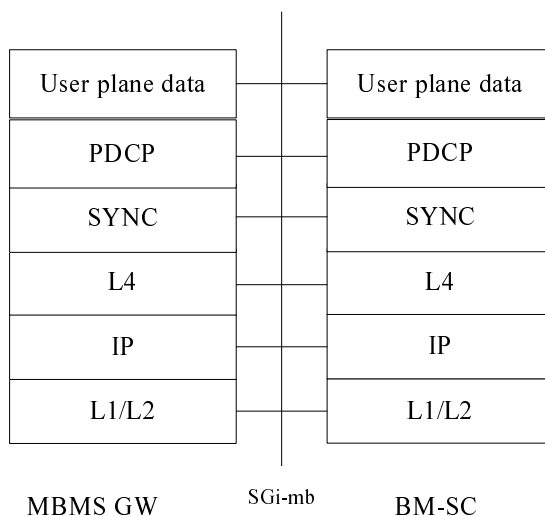 User plane data
User plane data
PDCP
PDCP
SYNC
SYNC
L4
L4
IP
IP
L1/L2
L1/L2
MBMS GW
SGi-mb
BM-SC